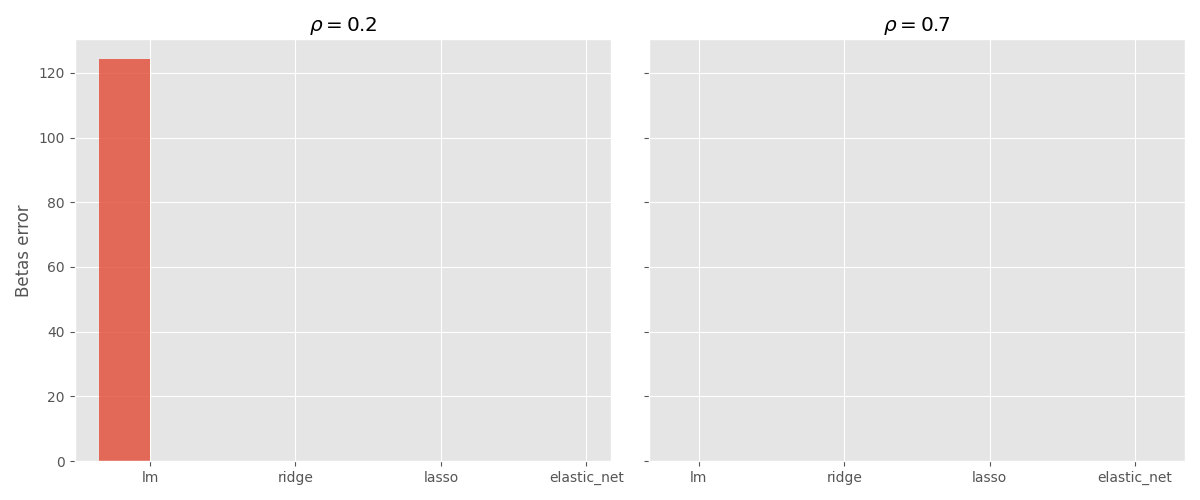 ρ = 0.2
ρ = 0.7
Betas error
120
100
80
60
40
20
0
lm ridge lasso elastic_net
lm ridge lasso elastic_net